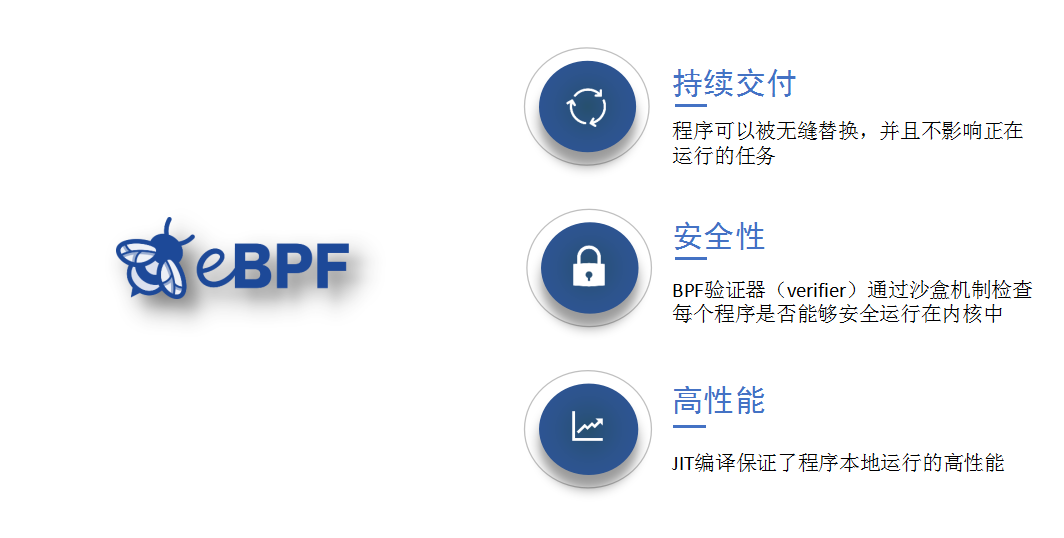 eBPF
持续交付
程序可以被无缝替换，并且不影响正在
运行的任务
安全性
BPF验证器（verifier）通过沙盒机制检查
每个程序是否能够安全运行在内核中
高性能
JIT编译保证了程序本地运行的高性能